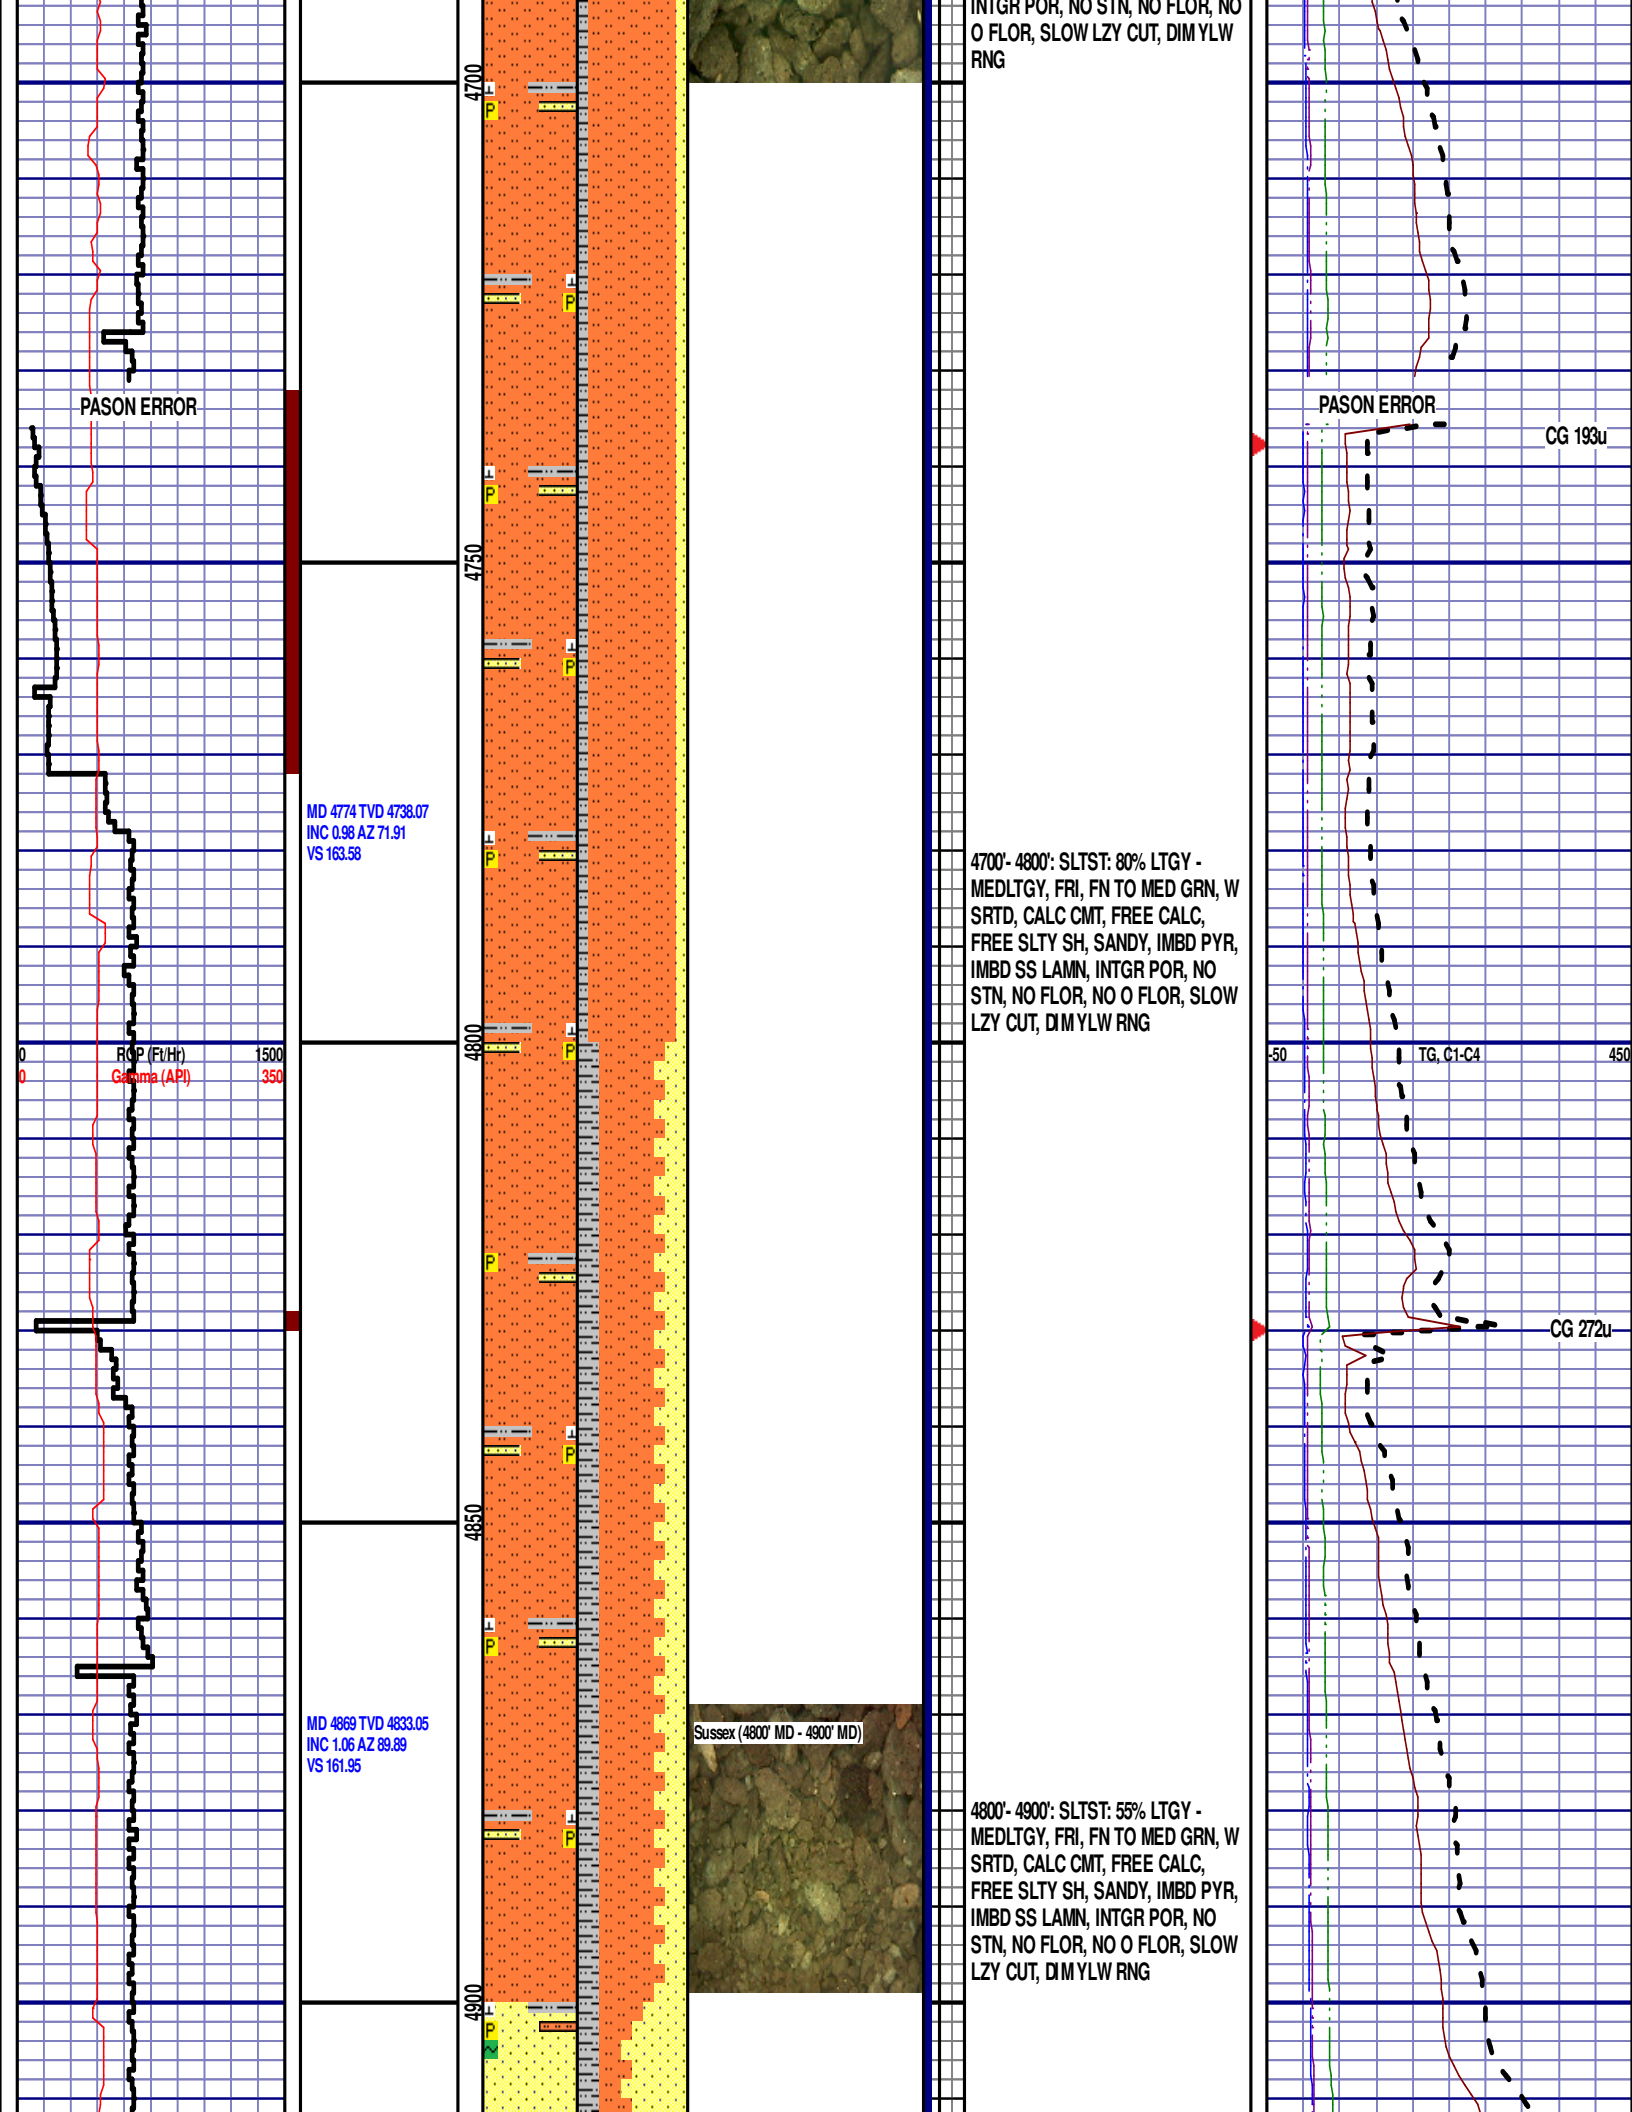 INTGR POR, NO STN, NO FLOR, NO
O FLOR, SLOW LZY CUT, DIM YLW
RNG
4700
P
P
PASON ERROR
PASON ERROR
CG 193u
P
4750
P
MD 4774 TVD 4738.07
INC 0.98 AZ 71.91
VS 163.58
P
4700'- 4800': SLTST: 80% LTGY -
MEDLTGY, FRI, FN TO MED GRN, W
SRTD, CALC CMT, FREE CALC,
FREE SLTY SH, SANDY, IMBD PYR,
IMBD SS LAMN, INTGR POR, NO
STN, NO FLOR, NO O FLOR, SLOW
LZY CUT, DIM YLW RNG
4800
P
0 ROP (Ft/Hr) 1500
0 Gamma (API) 350
-50 TG, C1-C4 450
P
CG 272u
P
4850
P
MD 4869 TVD 4833.05
INC 1.06 AZ 89.89
VS 161.95
Sussex (4800' MD - 4900' MD)
P
4800'- 4900': SLTST: 55% LTGY -
MEDLTGY, FRI, FN TO MED GRN, W
SRTD, CALC CMT, FREE CALC,
FREE SLTY SH, SANDY, IMBD PYR,
IMBD SS LAMN, INTGR POR, NO
STN, NO FLOR, NO O FLOR, SLOW
LZY CUT, DIM YLW RNG
4900
P